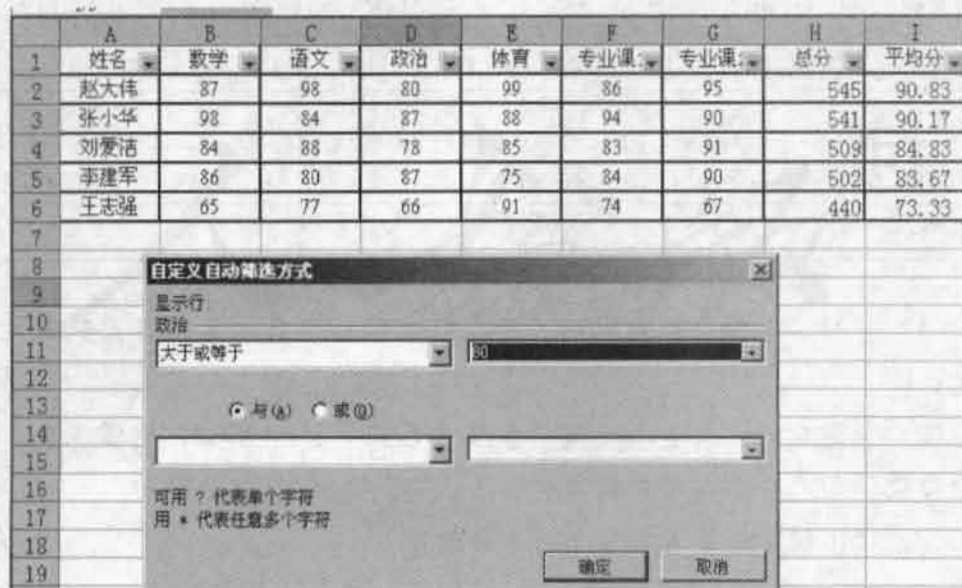 A B C D E F G H I
1 姓名 数学 语文 政治 体育 专业课 专业课 总分 平均分
2 赵大伟 87 98 80 99 86 95 545 90.83
3 张小华 98 84 87 88 94 90 541 90.17
4 刘爱洁 84 88 78 85 83 91 509 84.83
5 李建军 86 80 87 75 84 90 502 83.67
6 王志强 65 77 66 91 74 67 440 73.33
7
8
9
10
11
12
13
14
15
16
17
18
19
自定义自动筛选方式
显示行
政治
大于或等于 80
与(A) 或(O)
可用 ? 代表单个字符
用 * 代表任意多个字符
确定 取消